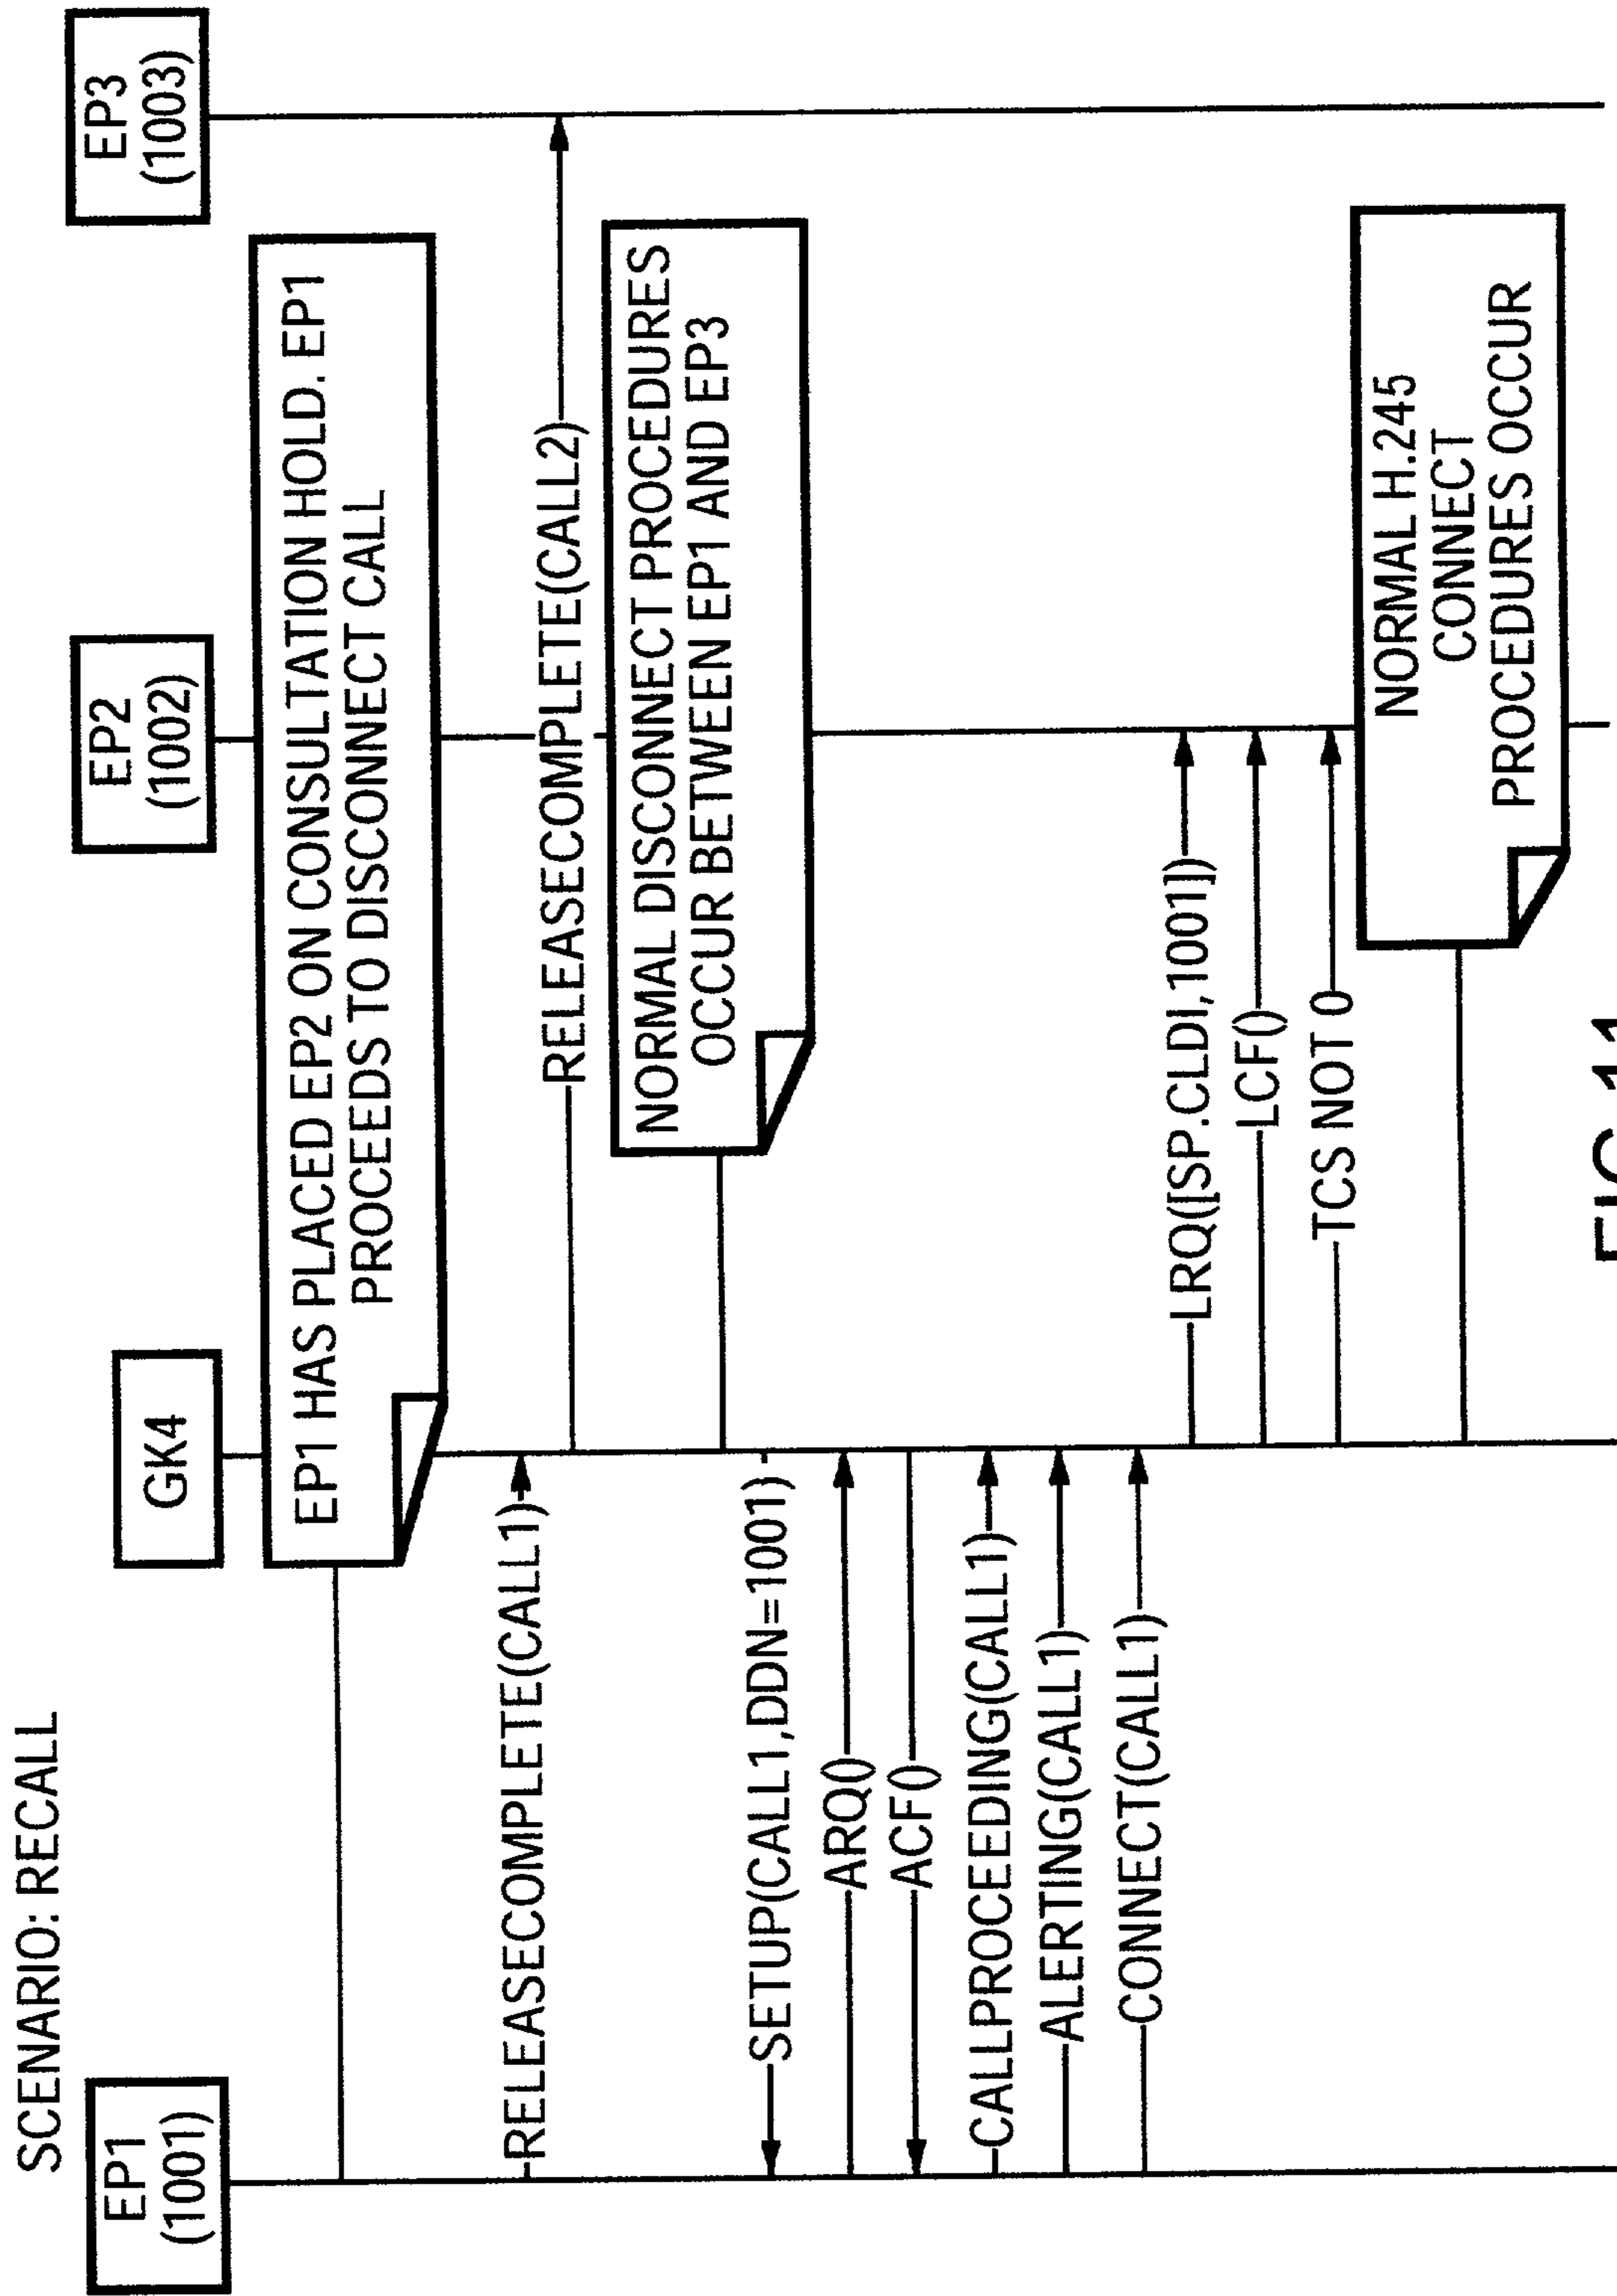 SCENARIO: RECALL
EP1
(1001)
GK4
EP2
(1002)
EP3
(1003)
EP1 HAS PLACED EP2 ON CONSULTATION HOLD. EP1
PROCEEDS TO DISCONNECT CALL
RELEASECOMPLETE(CALL1)
RELEASECOMPLETE(CALL2)
NORMAL DISCONNECT PROCEDURES
OCCUR BETWEEN EP1 AND EP3
SETUP(CALL1,DDN=1001)
ARQ()
ACF()
CALLPROCEEDING(CALL1)
ALERTING(CALL1)
CONNECT(CALL1)
LRQ([SP.CLDI,1001])
LCF()
TCS NOT 0
NORMAL H.245
CONNECT
PROCEDURES OCCUR